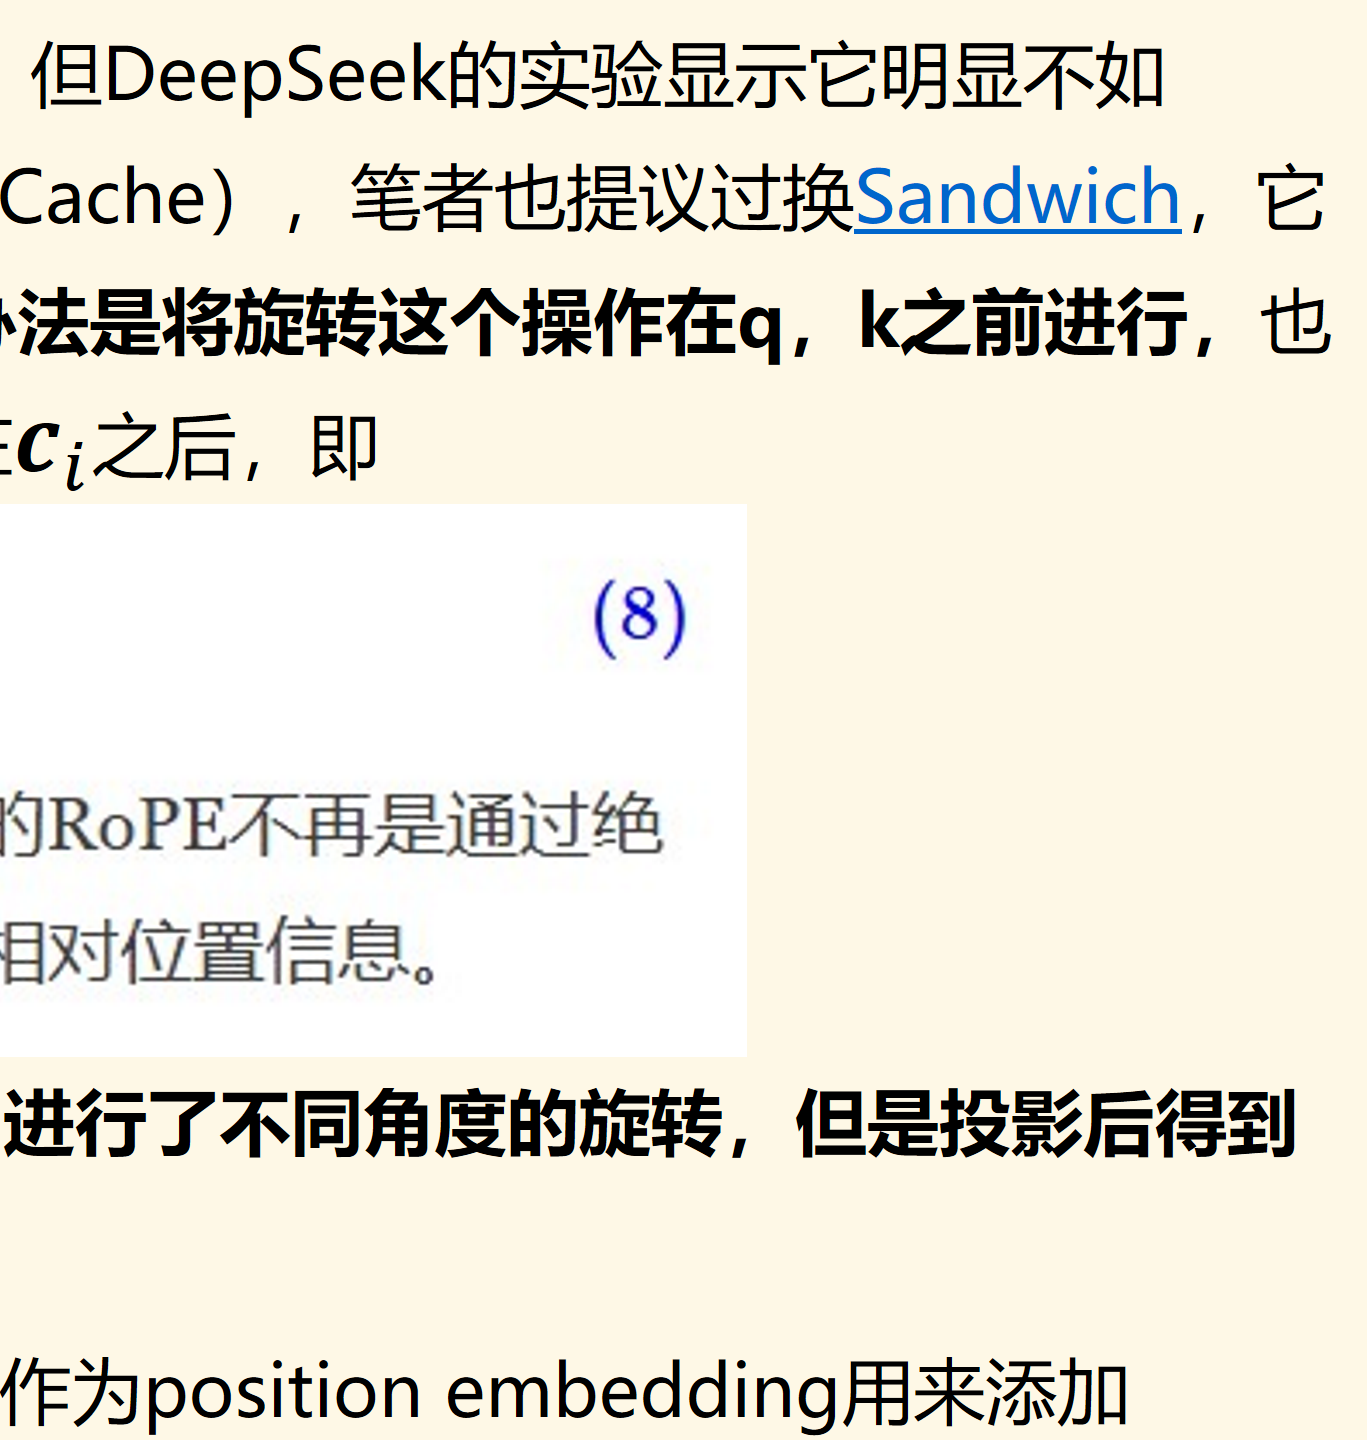 但DeepSeek的实验显示它明显不如
Cache），笔者也提议过换Sandwich，它
法是将旋转这个操作在q，k之前进行，也
c_i之后，即
(8)
的RoPE不再是通过绝
相对位置信息。
进行了不同角度的旋转，但是投影后得到
作为position embedding用来添加